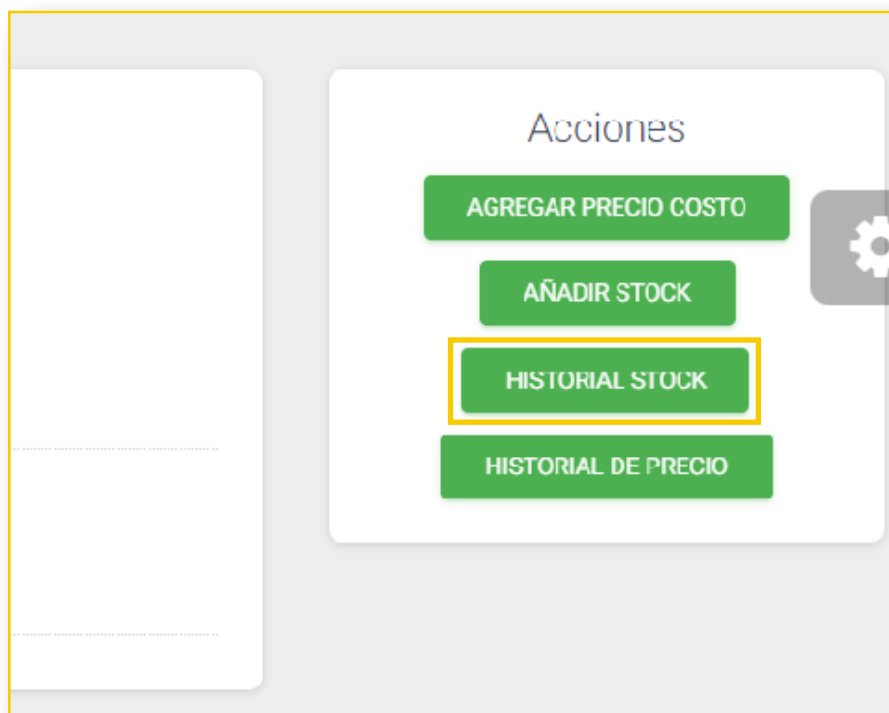 Acciones
AGREGAR PRECIO COSTO
AÑADIR STOCK
HISTORIAL STOCK
HISTORIAL DE PRECIO